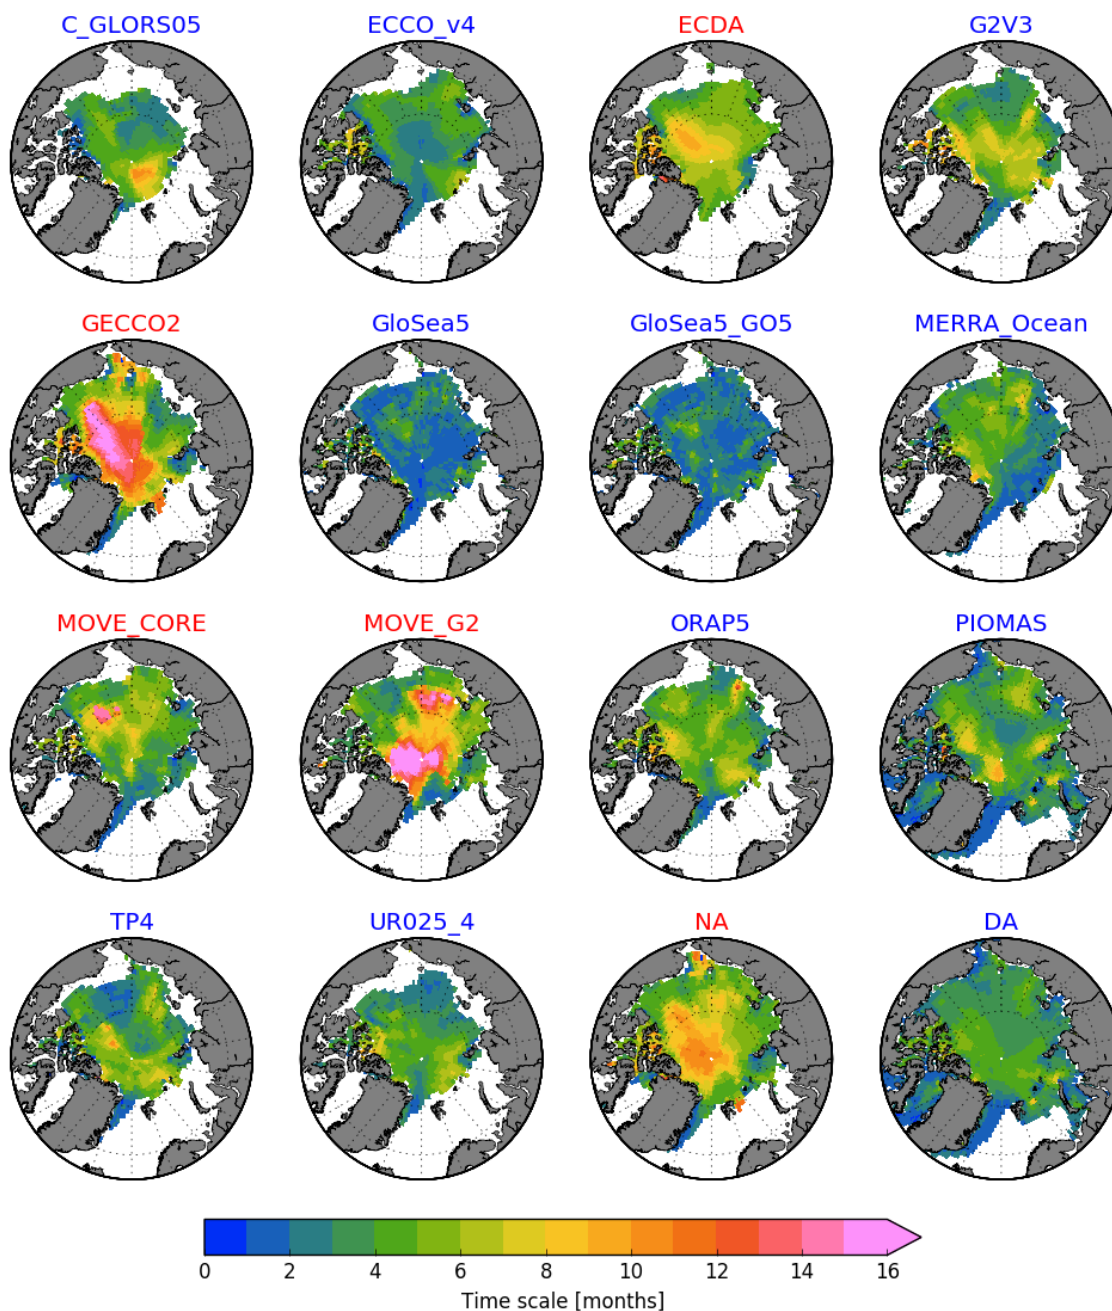 C_GLORS05 ECCO_v4 ECDA G2V3
GECCO2 GloSea5 GloSea5_GO5 MERRA_Ocean
MOVE_CORE MOVE_G2 ORAP5 PIOMAS
TP4 UR025_4 NA DA
0 2 4 6 8 10 12 14 16
Time scale [months]